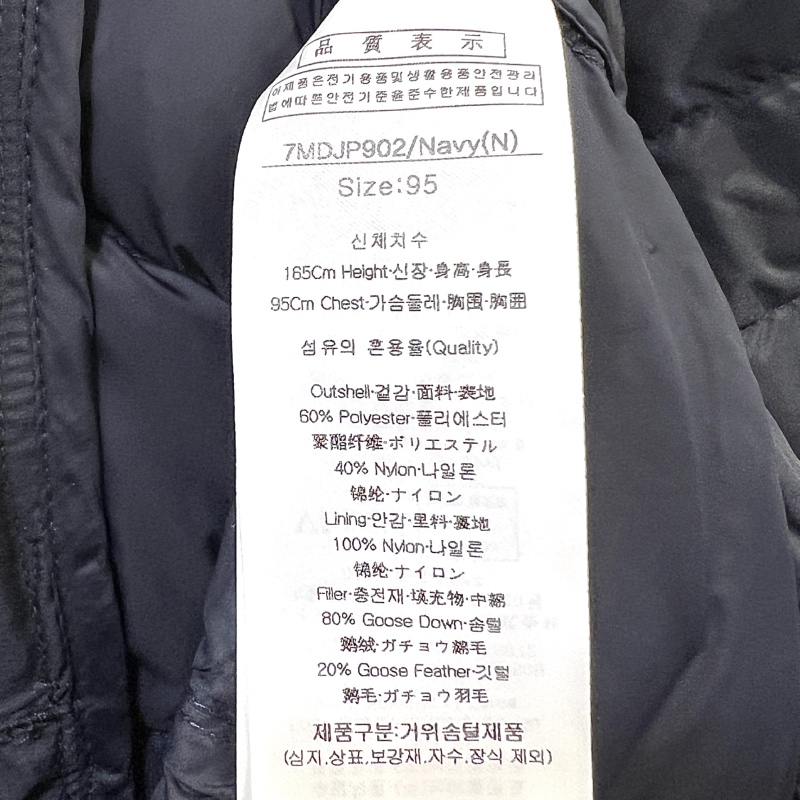 品質表示
이제품은전기용품및생활용품안전관리
법에따른안전기준을준수한제품입니다
7MDJP902/Navy(N)
Size:95
신체치수
165Cm Height·신장·身高·身長
95Cm Chest·가슴둘레·胸围·胸囲
섬유의 혼용율(Quality)
Outshell·겉감·面料·表地
60% Polyester·폴리에스터
聚酯纤维·ポリエステル
40% Nylon·나일론
锦纶·ナイロン
Lining·안감·里料·裏地
100% Nylon·나일론
锦纶·ナイロン
Filler·충전재·填充物·中綿
80% Goose Down·솜털
鹅绒·ガチョウ綿毛
20% Goose Feather·깃털
鹅毛·ガチョウ羽毛
제품구분:거위솜털제품
(심지,상표,보강재,자수,장식 제외)